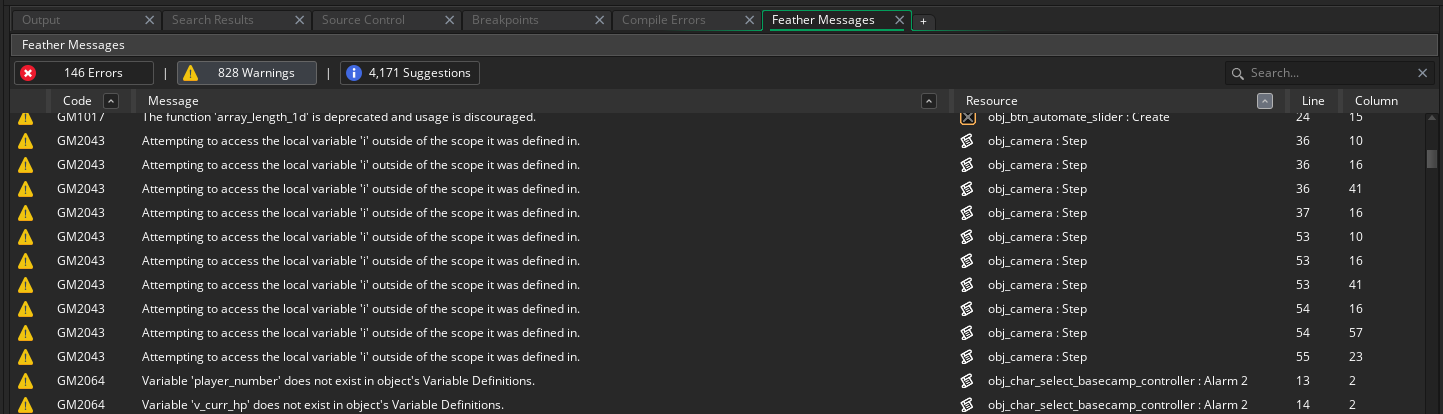 Output Search Results Source Control Breakpoints Compile Errors Feather Messages +
Feather Messages
146 Errors | 828 Warnings | 4,171 Suggestions Search...
Code Message Resource Line Column
GM1017 The function 'array_length_1d' is deprecated and usage is discouraged. obj_btn_automate_slider : Create 24 15
GM2043 Attempting to access the local variable 'i' outside of the scope it was defined in. obj_camera : Step 36 10
GM2043 Attempting to access the local variable 'i' outside of the scope it was defined in. obj_camera : Step 36 16
GM2043 Attempting to access the local variable 'i' outside of the scope it was defined in. obj_camera : Step 36 41
GM2043 Attempting to access the local variable 'i' outside of the scope it was defined in. obj_camera : Step 37 16
GM2043 Attempting to access the local variable 'i' outside of the scope it was defined in. obj_camera : Step 53 10
GM2043 Attempting to access the local variable 'i' outside of the scope it was defined in. obj_camera : Step 53 16
GM2043 Attempting to access the local variable 'i' outside of the scope it was defined in. obj_camera : Step 53 41
GM2043 Attempting to access the local variable 'i' outside of the scope it was defined in. obj_camera : Step 54 16
GM2043 Attempting to access the local variable 'i' outside of the scope it was defined in. obj_camera : Step 54 57
GM2043 Attempting to access the local variable 'i' outside of the scope it was defined in. obj_camera : Step 55 23
GM2064 Variable 'player_number' does not exist in object's Variable Definitions. obj_char_select_basecamp_controller : Alarm 2 13 2
GM2064 Variable 'v_curr_hp' does not exist in object's Variable Definitions. obj_char_select_basecamp_controller : Alarm 2 14 2